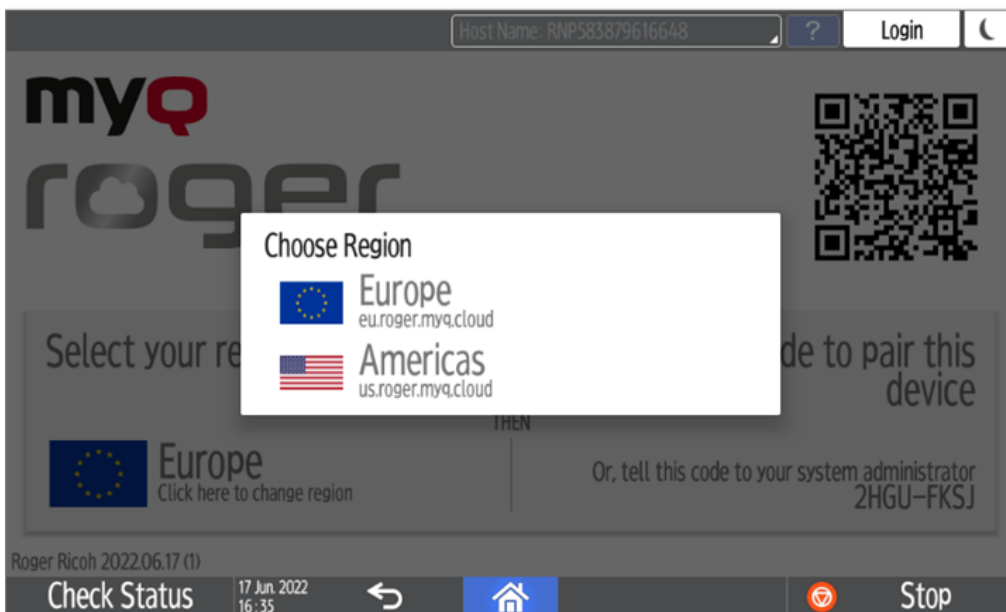 Host Name: RNP583879616648
?
Login
myQ
roger
Choose Region
Europe
eu.roger.myq.cloud
Americas
us.roger.myq.cloud
Select your re
de to pair this
device
THEN
Europe
Click here to change region
Or, tell this code to your system administrator
2HGU-FKSJ
Roger Ricoh 2022.06.17 (1)
Check Status
17 Jun. 2022
16:35
Stop